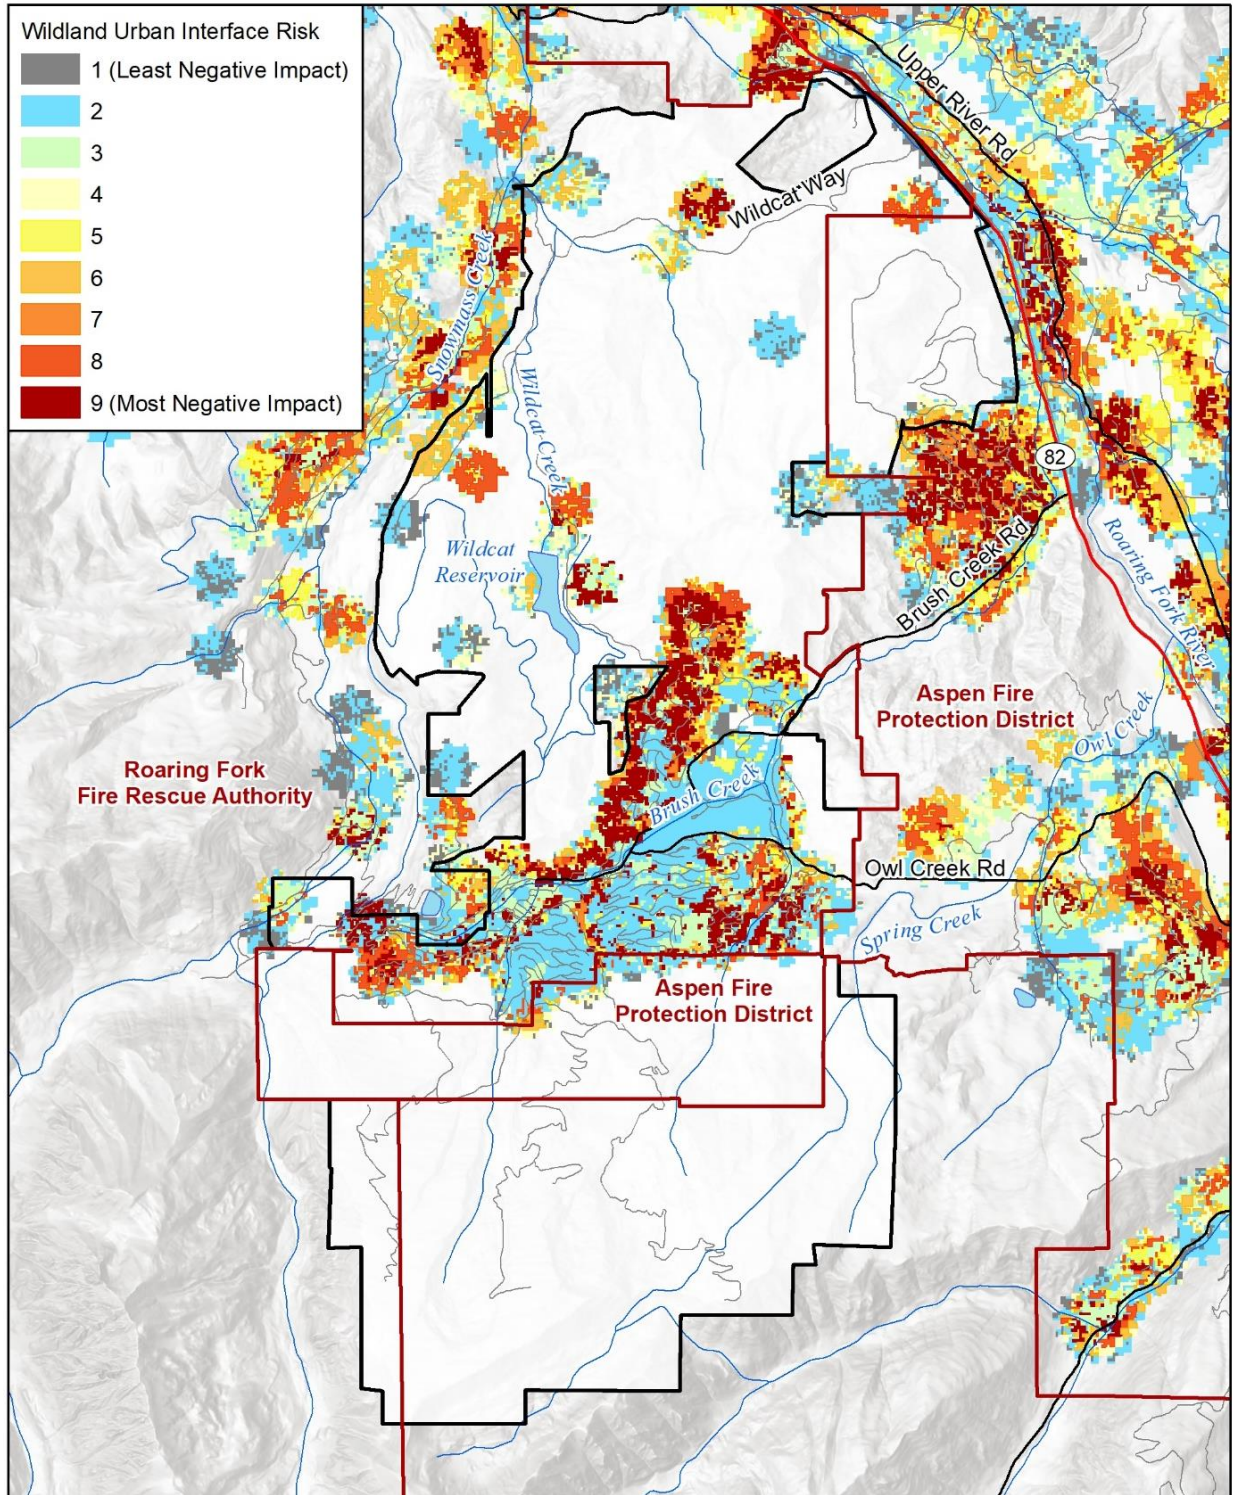 Wildland Urban Interface Risk
1 (Least Negative Impact)
2
3
4
5
6
7
8
9 (Most Negative Impact)
Upper River Rd
Wildcat Way
Snowmass Creek
Wildcat Creek
82
Wildcat
Reservoir
Brush Creek Rd
Roaring Fork River
Aspen Fire
Protection District
Owl Creek
Roaring Fork
Fire Rescue Authority
Brush Creek
Owl Creek Rd
Spring Creek
Aspen Fire
Protection District